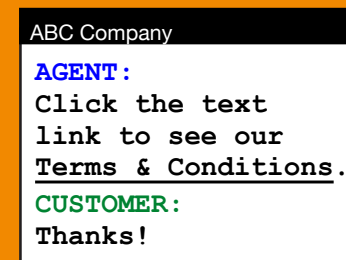 ABC Company
AGENT:
Click the text
link to see our
Terms & Conditions.
CUSTOMER:
Thanks!